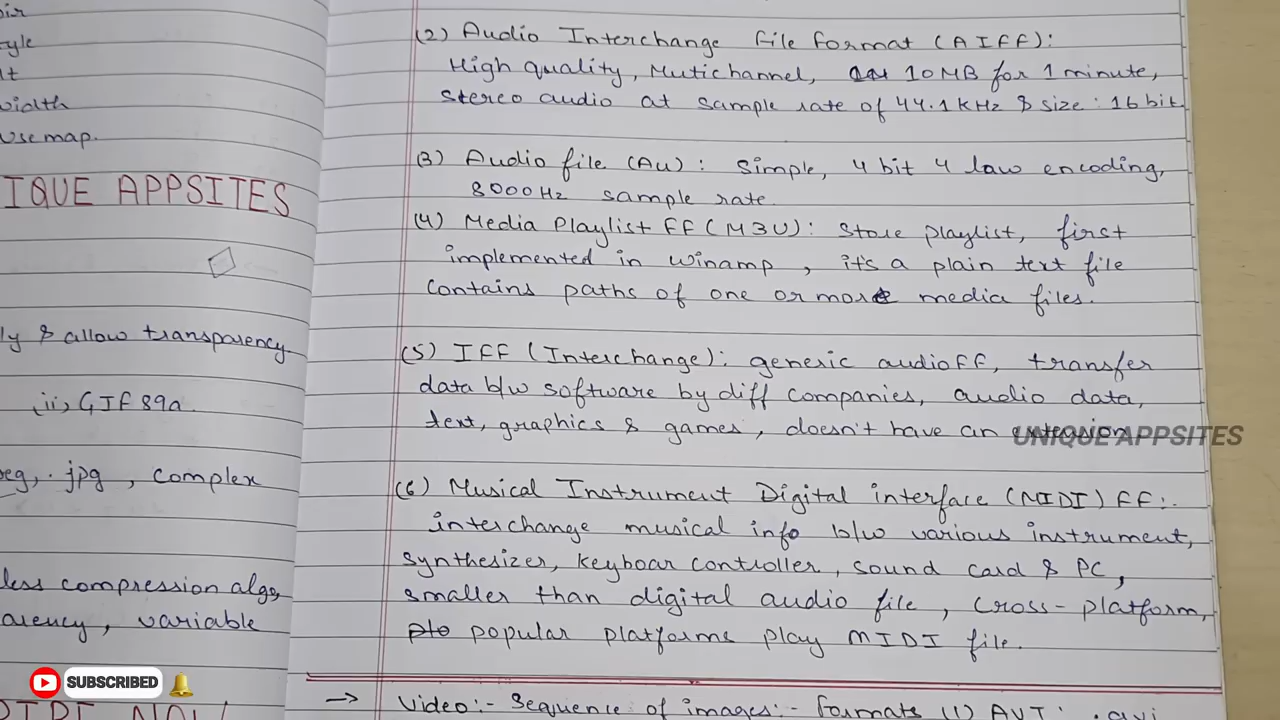 yle
width
Usemap.
IQUE APPSITES
ly & allow transparency
(ii) GIF 89a.
eg, .jpg, complex
less compression algo,
arency, variable
(2) Audio Interchange File Format (AIFF):
High quality, Mutichannel, 10MB for 1 minute,
stereo audio at sample rate of 44.1 kHz & size : 16 bit.
(3) Audio file (Au) : Simple, 4 bit 4 law encoding,
8000Hz sample rate.
(4) Media Playlist FF (M3U): Store playlist, first
implemented in winamp, it's a plain text file
contains paths of one or more media files.
(5) IFF (Interchange): generic audio FF, transfer
data b/w software by diff companies, audio data,
text, graphics & games, doesn't have an extension
UNIQUE APPSITES
(6) Musical Instrument Digital interface (MIDI) FF:-
interchange musical info b/w various instrument,
synthesizer, keyboar controller, sound card & PC,
smaller than digital audio file, cross-platform,
popular platforms play MIDI file.
→ Video:- Sequence of images:- Formats (1) AVI: .avi
SUBSCRIBED